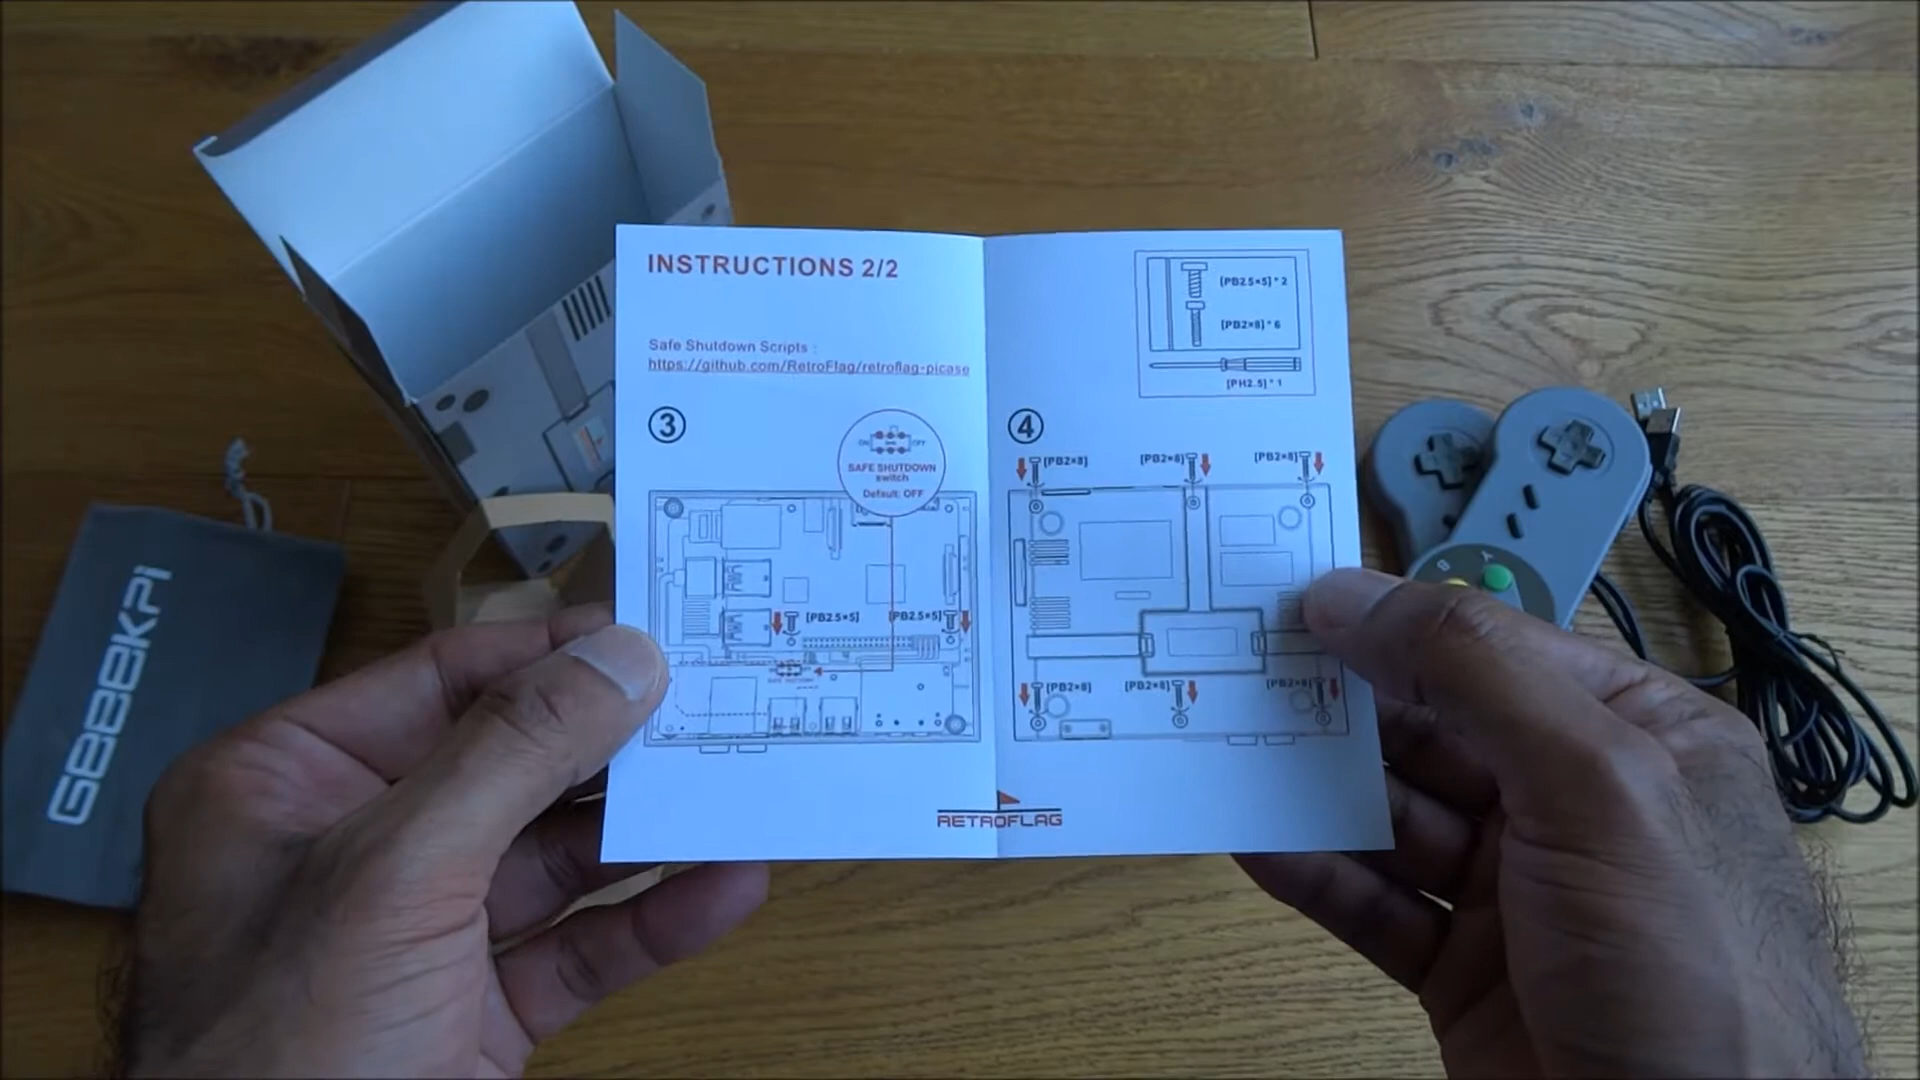 INSTRUCTIONS 2/2
Safe Shutdown Scripts :
https://github.com/RetroFlag/retroflag-picase
3
ON OFF
SAFE SHUTDOWN
switch
Default: OFF
[PB2.5×5]
[PB2.5×5]
[PB2.5×5] * 2
[PB2×8] * 6
[PH2.5] * 1
4
[PB2×8]
[PB2×8]
[PB2×8]
[PB2×8]
[PB2×8]
[PB2×8]
RETROFLAG
GEEEKPI
Y
B